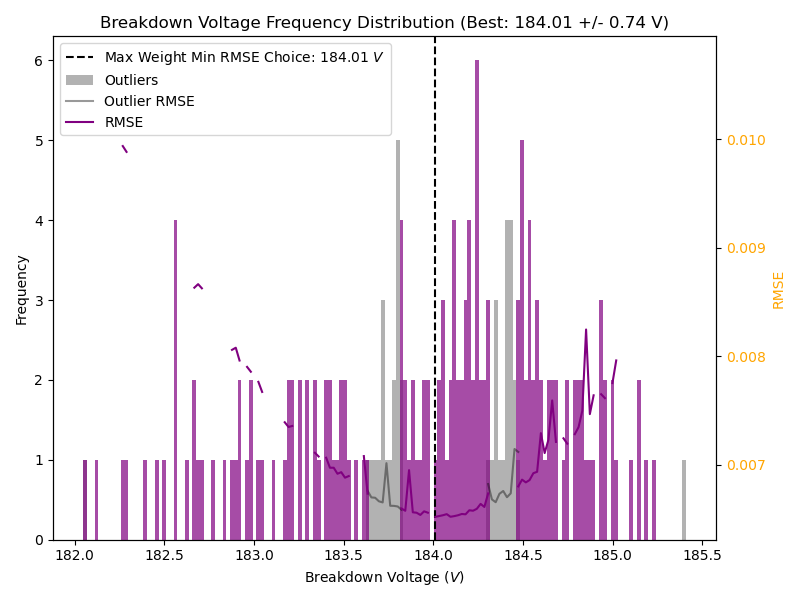 Breakdown Voltage Frequency Distribution (Best: 184.01 +/- 0.74 V)
Max Weight Min RMSE Choice: 184.01 V
Outliers
Outlier RMSE
RMSE
6
5
4
3
2
1
0
Frequency
0.010
0.009
0.008
0.007
RMSE
182.0 182.5 183.0 183.5 184.0 184.5 185.0 185.5
Breakdown Voltage (V)